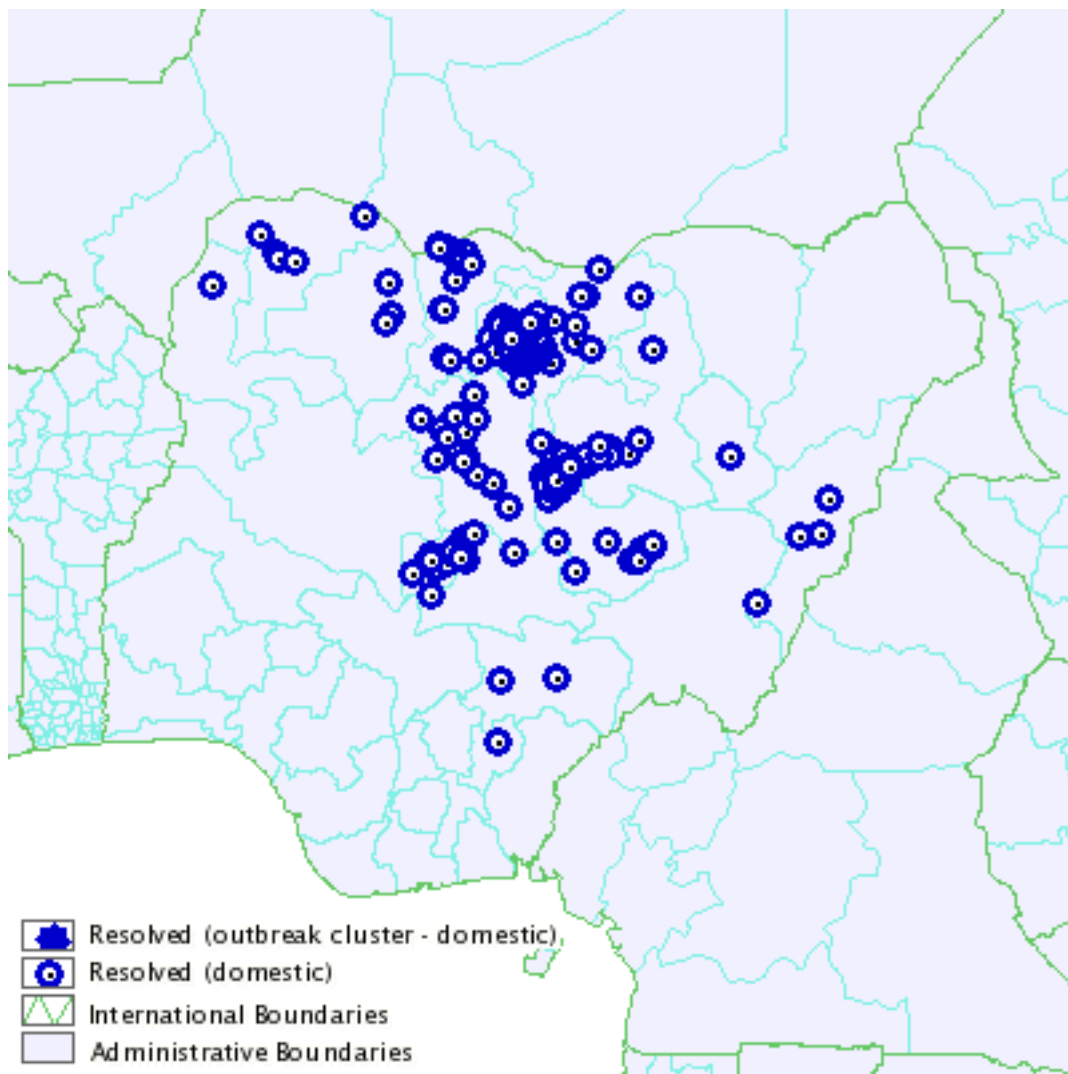 Resolved (outbreak cluster - domestic)
Resolved (domestic)
International Boundaries
Administrative Boundaries